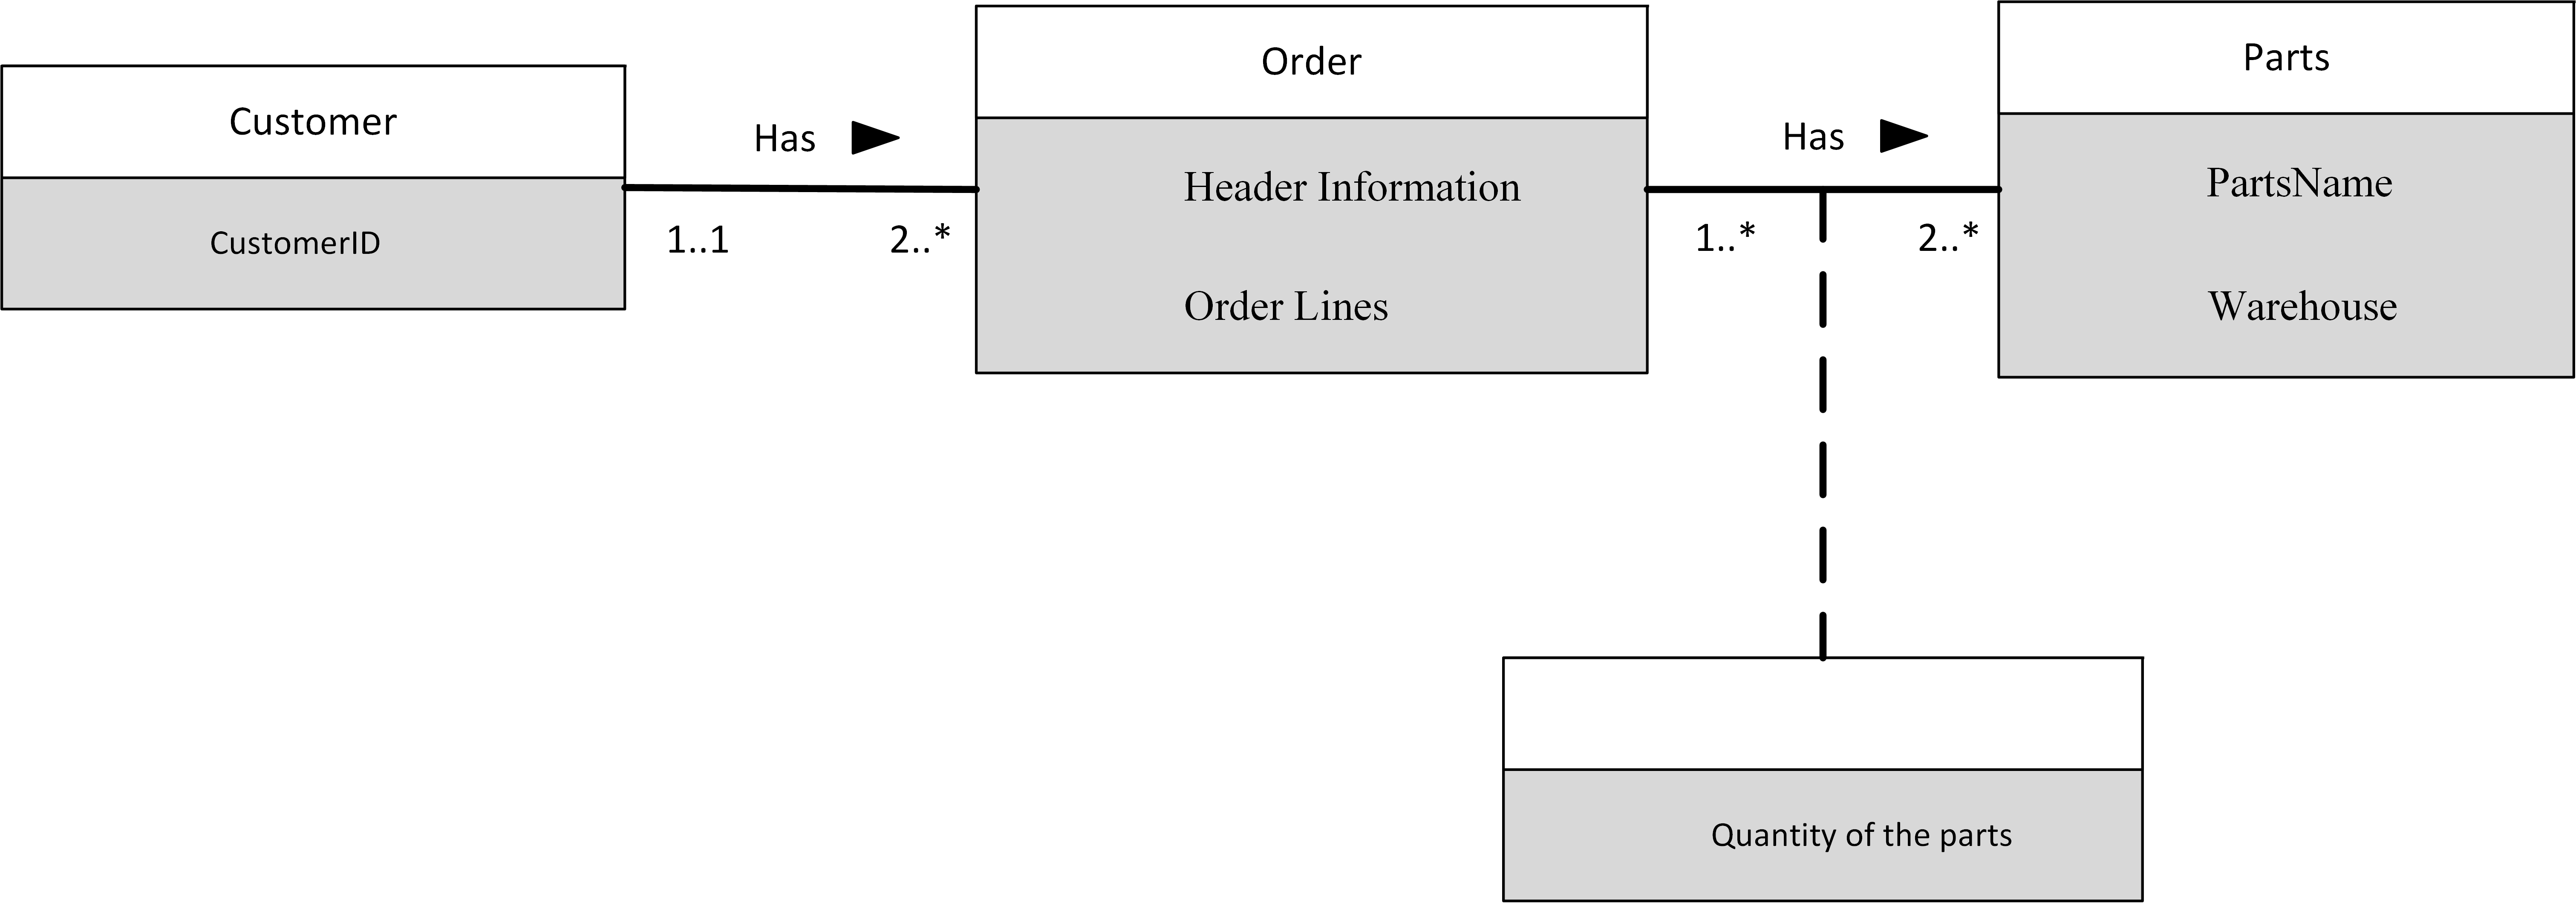 Customer
CustomerID
Has
1..1
2..*
Order
Header Information
Order Lines
Has
1..*
2..*
Parts
PartsName
Warehouse
Quantity of the parts